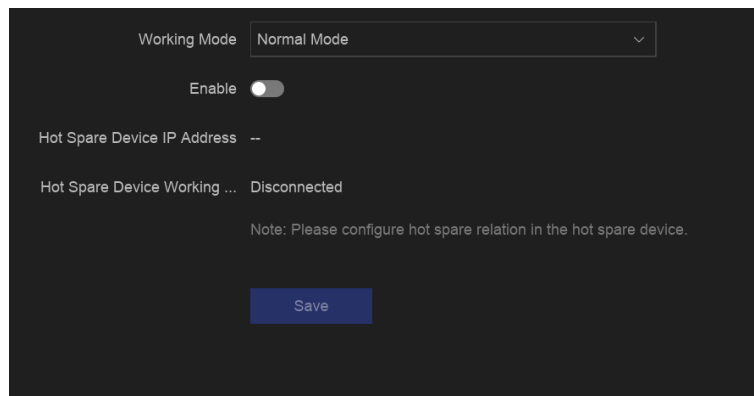 Working Mode Normal Mode
Enable
Hot Spare Device IP Address --
Hot Spare Device Working ... Disconnected
Note: Please configure hot spare relation in the hot spare device.
Save